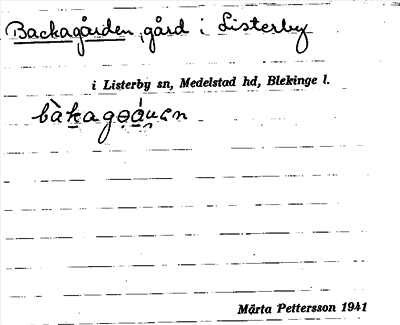 Backagården, gård i Listerby
i Listerby sn, Medelstad hd, Blekinge l.
Märta Pettersson 1941